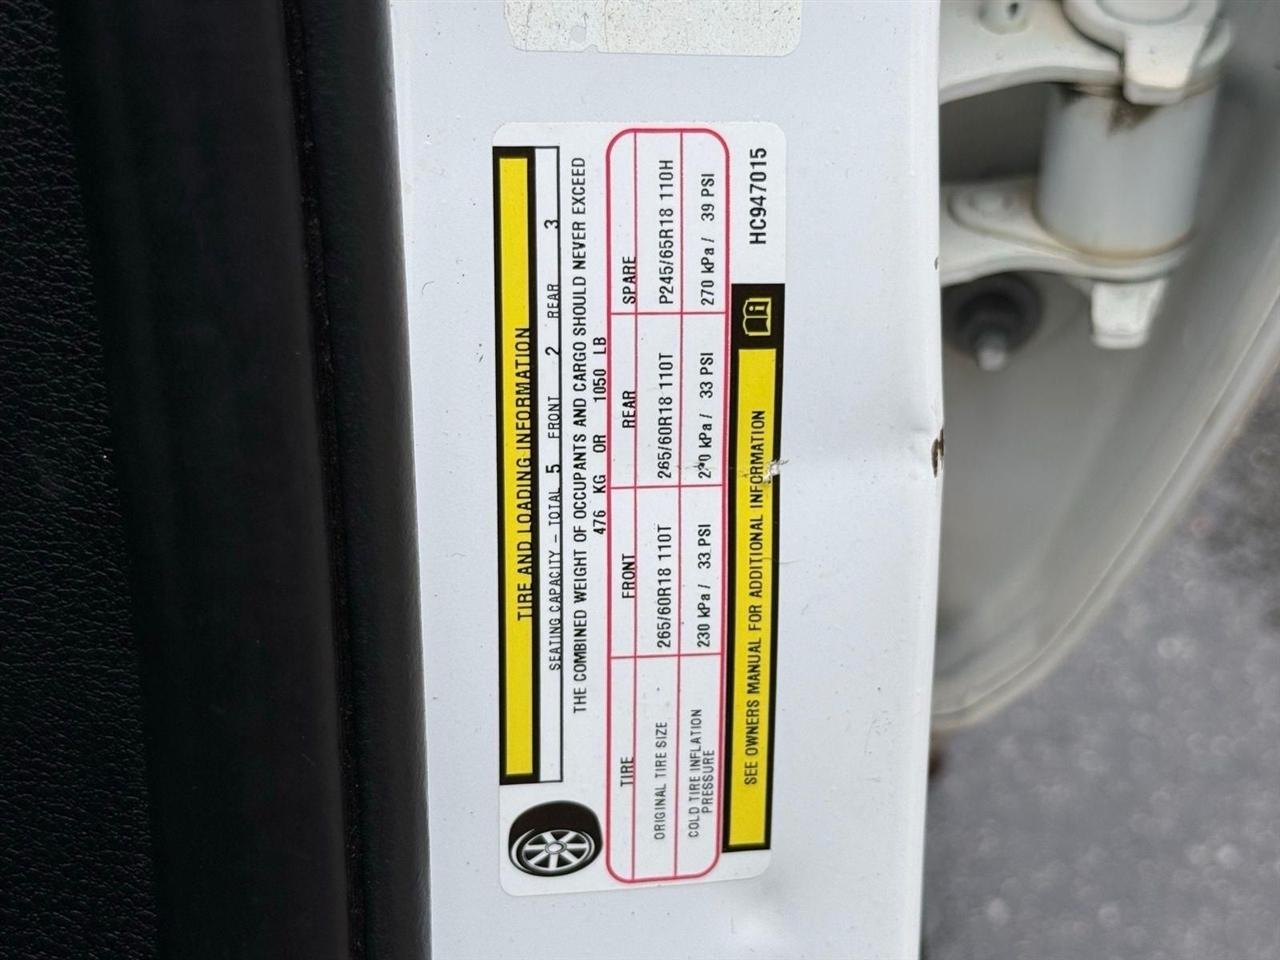 TIRE AND LOADING INFORMATION
SEATING CAPACITY – TOTAL 5 FRONT 2 REAR 3
THE COMBINED WEIGHT OF OCCUPANTS AND CARGO SHOULD NEVER EXCEED
476 KG OR 1050 LB
TIRE FRONT REAR SPARE
ORIGINAL TIRE SIZE 265/60R18 110T 265/60R18 110T P245/65R18 110H
COLD TIRE INFLATION PRESSURE 230 kPa / 33 PSI kPa / 33 PSI 270 kPa / 39 PSI
SEE OWNERS MANUAL FOR ADDITIONAL INFORMATION
HC947015